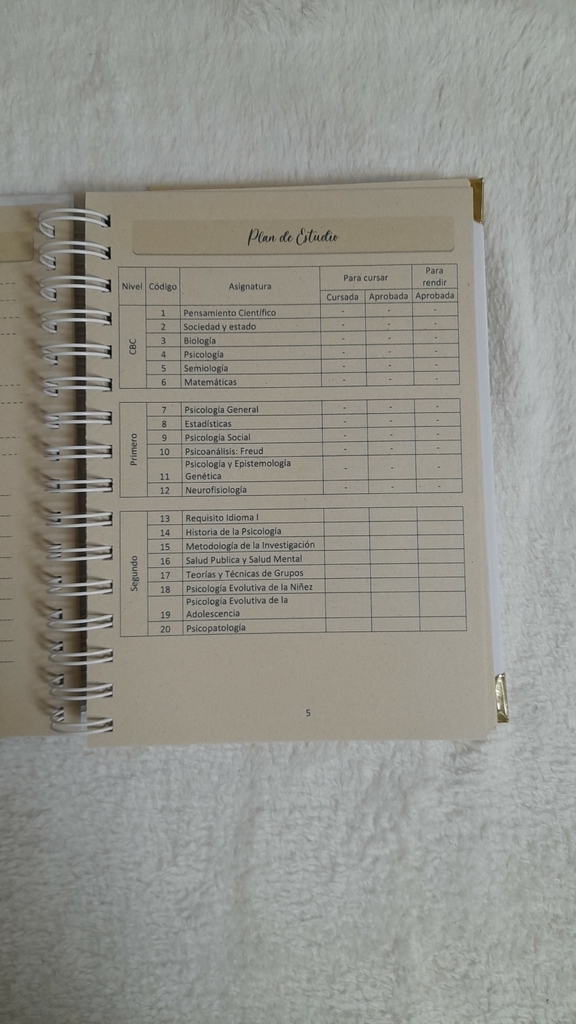 Plan de Estudio
Nivel Código Asignatura Para cursar Para rendir
Cursada Aprobada Aprobada
CBC
1 Pensamiento Científico - - -
2 Sociedad y estado - - -
3 Biología - - -
4 Psicología - - -
5 Semiología - - -
6 Matemáticas - - -
Primero
7 Psicología General - - -
8 Estadísticas - - -
9 Psicología Social - - -
10 Psicoanálisis: Freud - - -
Psicología y Epistemología
11 Genética - - -
12 Neurofisiología - - -
Segundo
13 Requisito Idioma I
14 Historia de la Psicología
15 Metodología de la Investigación
16 Salud Publica y Salud Mental
17 Teorías y Técnicas de Grupos
18 Psicología Evolutiva de la Niñez
Psicología Evolutiva de la
19 Adolescencia
20 Psicopatología
5